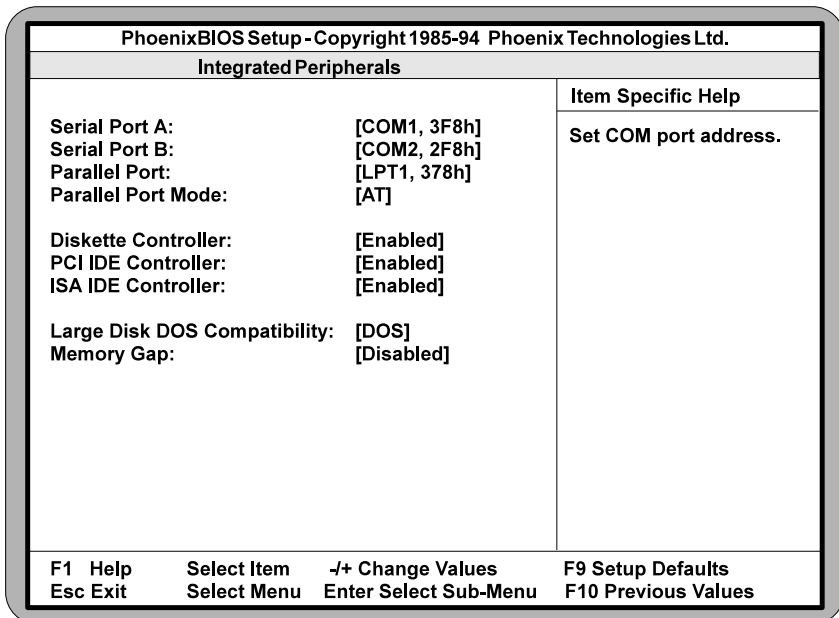 PhoenixBIOS Setup - Copyright 1985-94 Phoenix Technologies Ltd.
Integrated Peripherals
Item Specific Help
Set COM port address.
Serial Port A: [COM1, 3F8h]
Serial Port B: [COM2, 2F8h]
Parallel Port: [LPT1, 378h]
Parallel Port Mode: [AT]
Diskette Controller: [Enabled]
PCI IDE Controller: [Enabled]
ISA IDE Controller: [Enabled]
Large Disk DOS Compatibility: [DOS]
Memory Gap: [Disabled]
F1 Help Select Item -/+ Change Values F9 Setup Defaults
Esc Exit Select Menu Enter Select Sub-Menu F10 Previous Values